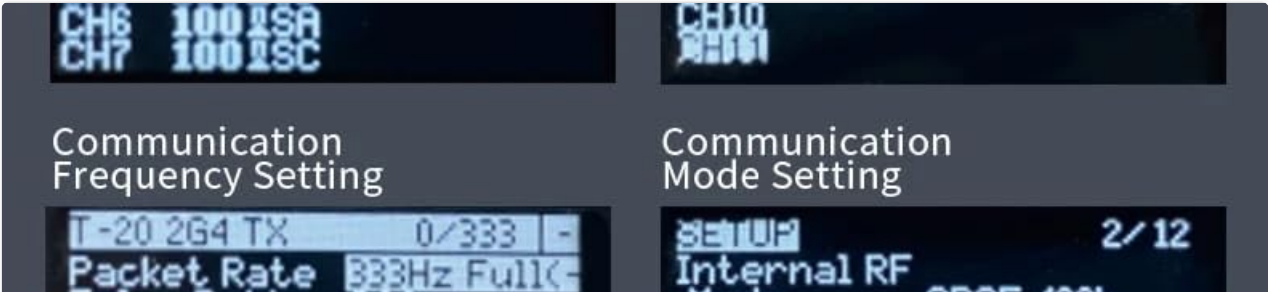 CH6 100 SA
CH7 100 SC
CH10
CH11
Communication
Frequency Setting
Communication
Mode Setting
T-20 2G4 TX 0/333 -
Packet Rate 333Hz Full(-
SETUP 2/12
Internal RF